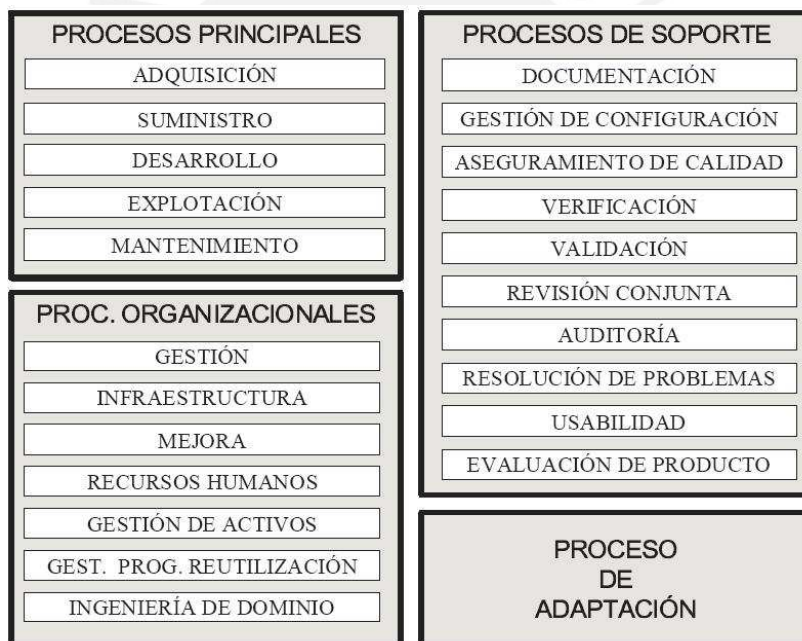 PROCESOS PRINCIPALES
ADQUISICIÓN
SUMINISTRO
DESARROLLO
EXPLOTACIÓN
MANTENIMIENTO
PROC. ORGANIZACIONALES
GESTIÓN
INFRAESTRUCTURA
MEJORA
RECURSOS HUMANOS
GESTIÓN DE ACTIVOS
GEST. PROG. REUTILIZACIÓN
INGENIERÍA DE DOMINIO
PROCESOS DE SOPORTE
DOCUMENTACIÓN
GESTIÓN DE CONFIGURACIÓN
ASEGURAMIENTO DE CALIDAD
VERIFICACIÓN
VALIDACIÓN
REVISIÓN CONJUNTA
AUDITORÍA
RESOLUCIÓN DE PROBLEMAS
USABILIDAD
EVALUACIÓN DE PRODUCTO
PROCESO
DE
ADAPTACIÓN